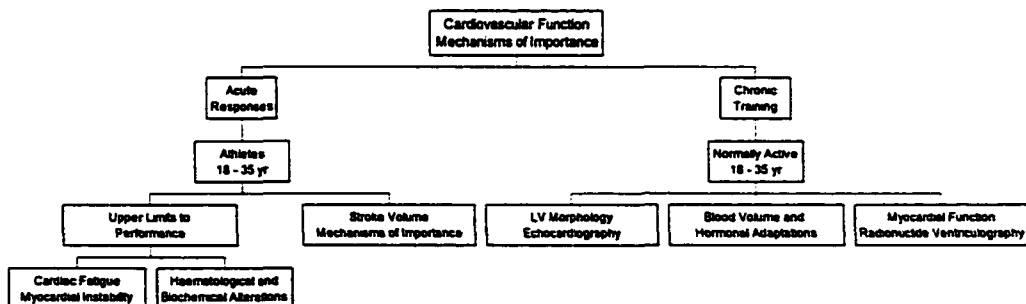 Cardiovascular Function
Mechanisms of Importance
Acute
Responses
Chronic
Training
Athletes
18 - 35 yr
Normally Active
18 - 35 yr
Upper Limits to
Performance
Stroke Volume
Mechanisms of Importance
LV Morphology
Echocardiography
Blood Volume and
Hormonal Adaptations
Myocardial Function
Radionuclide Ventriculography
Cardiac Fatigue
Myocardial Instability
Haematological and
Biochemical Alterations